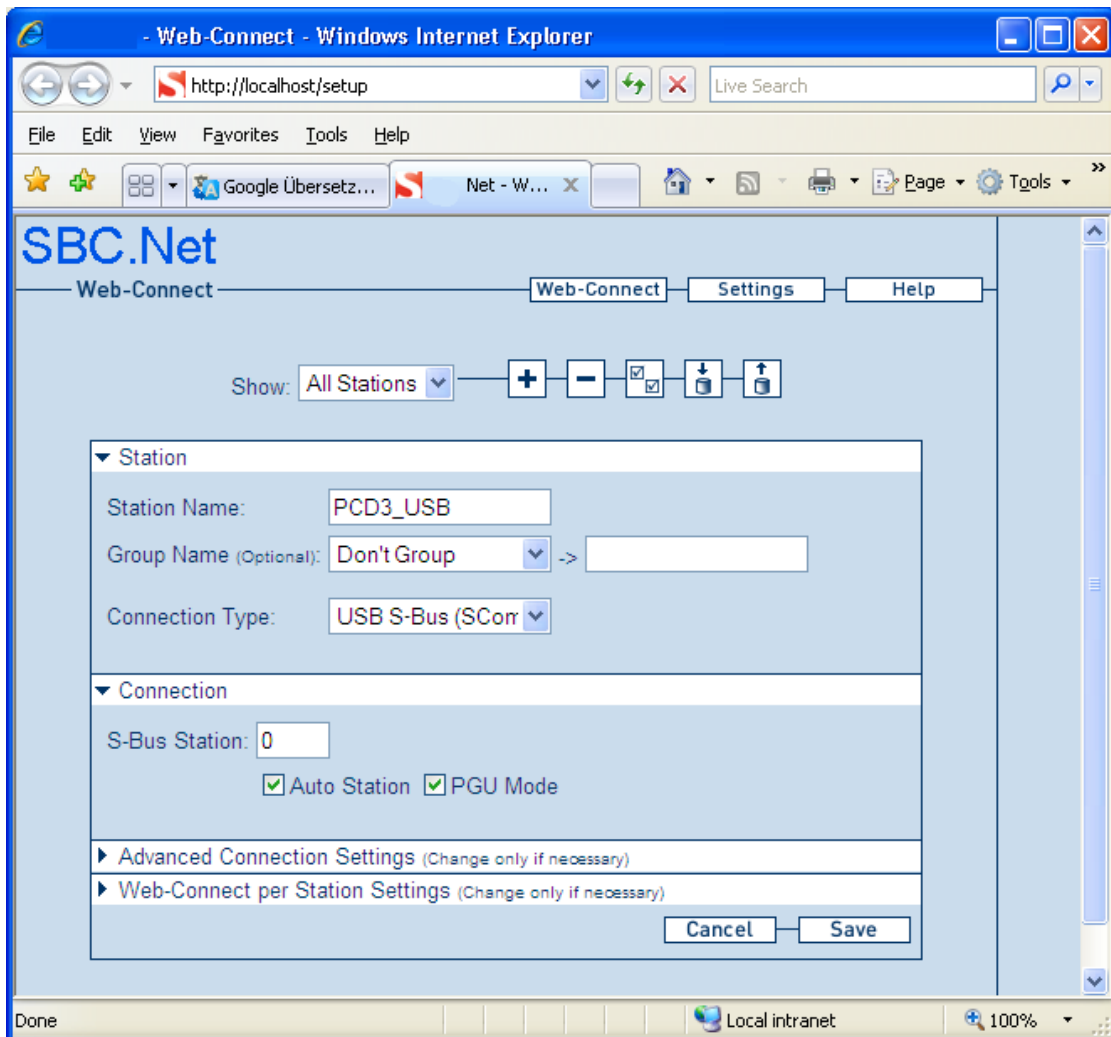 - Web-Connect - Windows Internet Explorer
http://localhost/setup
Live Search
File Edit View Favorites Tools Help
Google Übersetz... Net - W... Page Tools
SBC.Net
Web-Connect Web-Connect Settings Help
Show: All Stations
Station
Station Name: PCD3_USB
Group Name (Optional): Don't Group ->
Connection Type: USB S-Bus (SCom
Connection
S-Bus Station: 0
Auto Station PGU Mode
Advanced Connection Settings (Change only if necessary)
Web-Connect per Station Settings (Change only if necessary)
Cancel Save
Done Local intranet 100%